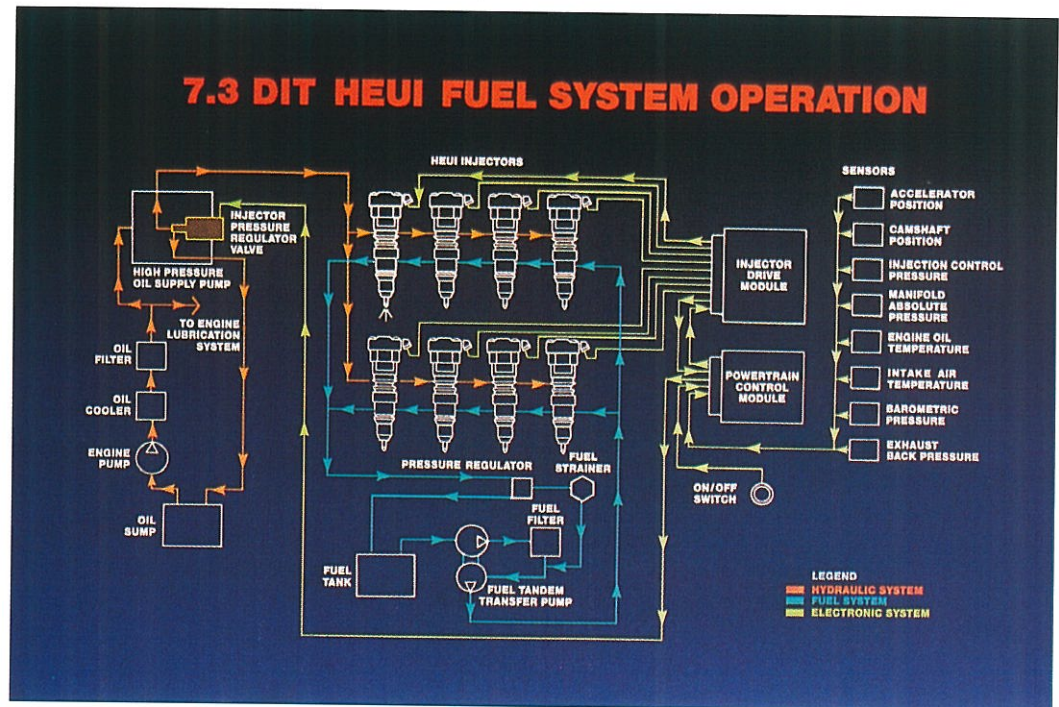 7.3 DIT HEUI FUEL SYSTEM OPERATION
HEUI INJECTORS
SENSORS
ACCELERATOR
POSITION
CAMSHAFT
POSITION
INJECTION CONTROL
PRESSURE
MANIFOLD
ABSOLUTE
PRESSURE
ENGINE OIL
TEMPERATURE
INTAKE AIR
TEMPERATURE
BAROMETRIC
PRESSURE
EXHAUST
BACK PRESSURE
INJECTOR
PRESSURE
REGULATOR
VALVE
HIGH PRESSURE
OIL SUPPLY PUMP
TO ENGINE
LUBRICATION
SYSTEM
OIL
FILTER
OIL
COOLER
ENGINE
PUMP
OIL
SUMP
INJECTOR
DRIVE
MODULE
POWERTRAIN
CONTROL
MODULE
ON/OFF
SWITCH
PRESSURE REGULATOR
FUEL
STRAINER
FUEL
FILTER
FUEL
TANK
FUEL TANDEM
TRANSFER PUMP
LEGEND
HYDRAULIC SYSTEM
FUEL SYSTEM
ELECTRONIC SYSTEM